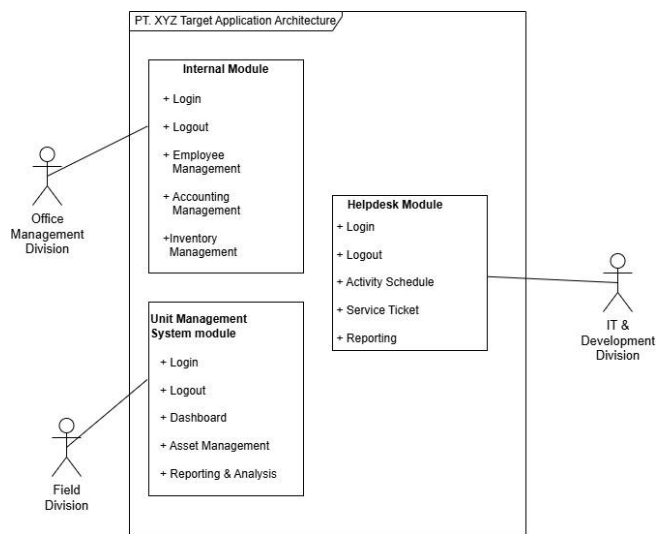 PT. XYZ Target Application Architecture
Internal Module
+ Login
+ Logout
+ Employee
Management
+ Accounting
Management
+Inventory
Management
Office
Management
Division
Helpdesk Module
+ Login
+ Logout
+ Activity Schedule
+ Service Ticket
+ Reporting
IT &
Development
Division
Unit Management
System module
+ Login
+ Logout
+ Dashboard
+ Asset Management
+ Reporting & Analysis
Field
Division